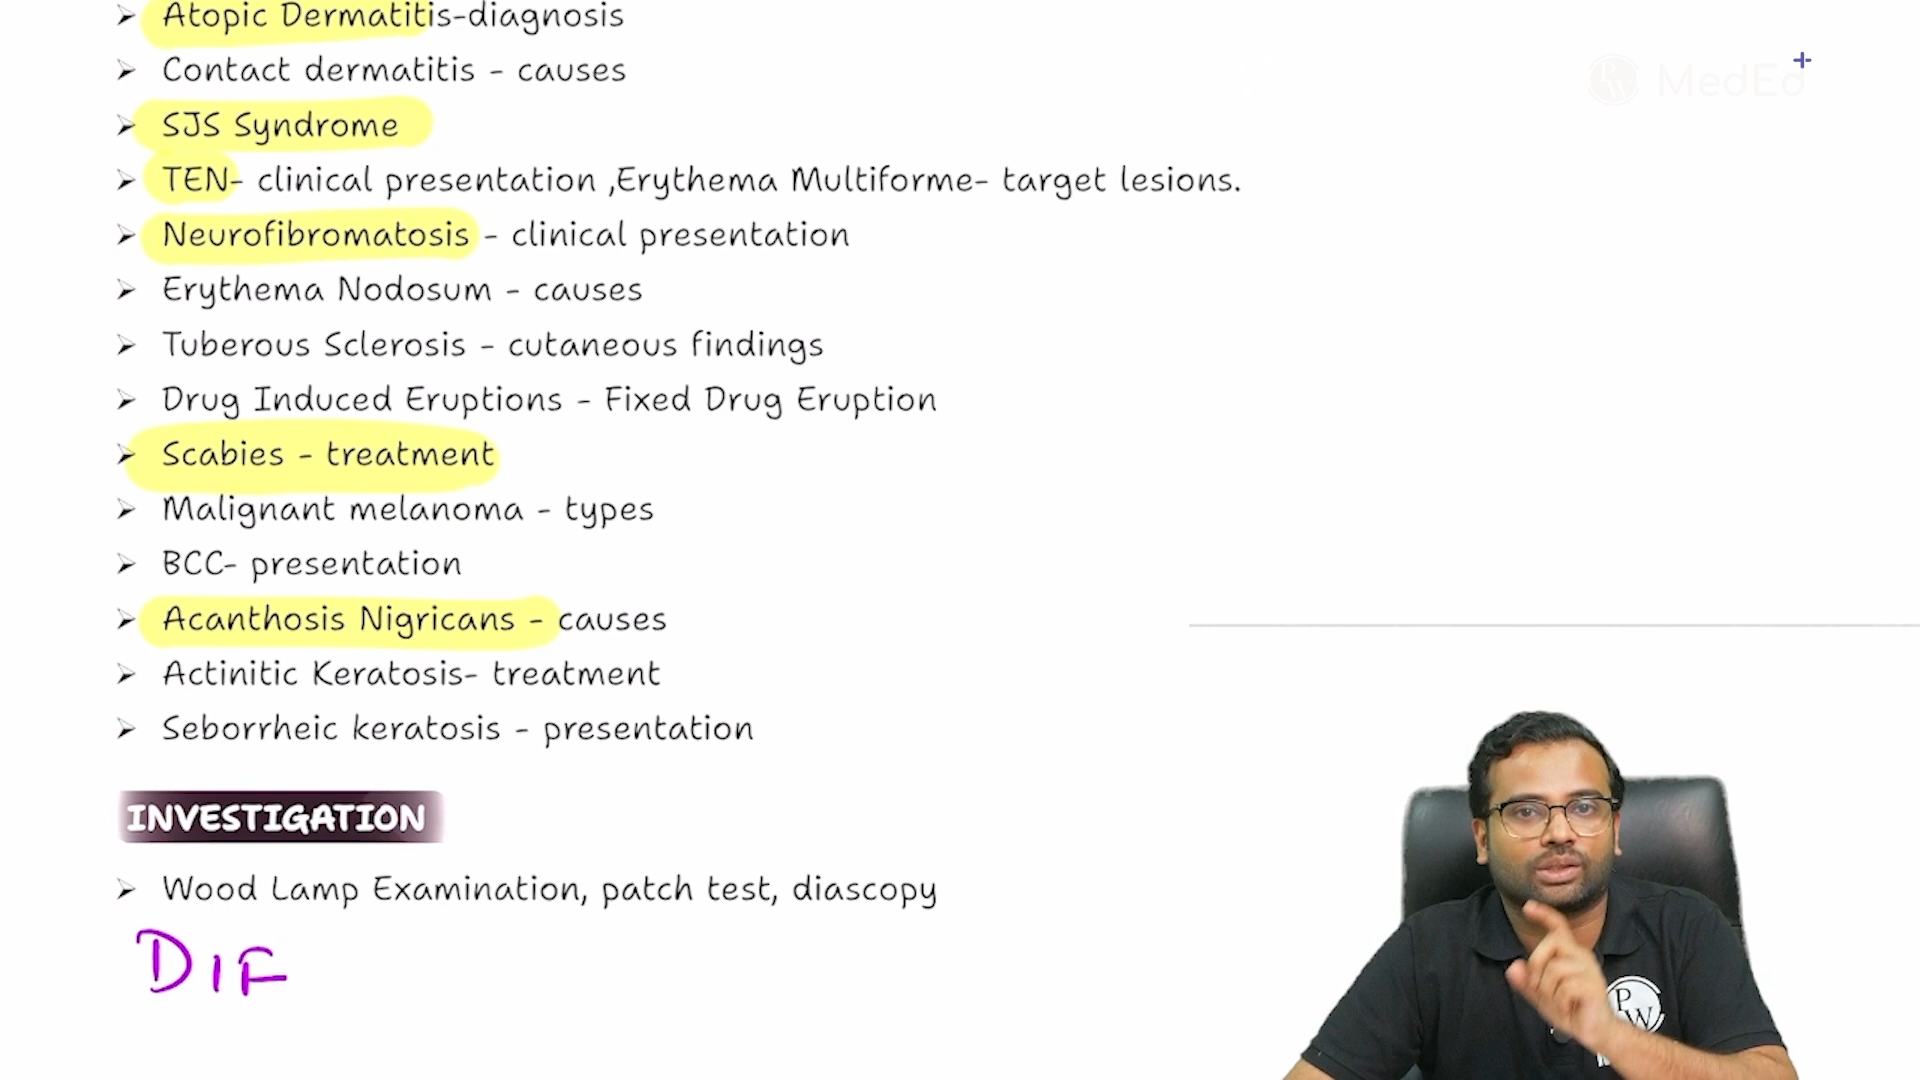 ➢ Atopic Dermatitis-diagnosis
MedEd
➢ Contact dermatitis - causes
➢ SJS Syndrome
➢ TEN- clinical presentation ,Erythema Multiforme- target lesions.
➢ Neurofibromatosis - clinical presentation
➢ Erythema Nodosum - causes
➢ Tuberous Sclerosis - cutaneous findings
➢ Drug Induced Eruptions - Fixed Drug Eruption
➢ Scabies - treatment
➢ Malignant melanoma - types
➢ BCC- presentation
➢ Acanthosis Nigricans - causes
➢ Actinitic Keratosis- treatment
➢ Seborrheic keratosis - presentation
INVESTIGATION
➢ Wood Lamp Examination, patch test, diascopy
DIF
PW